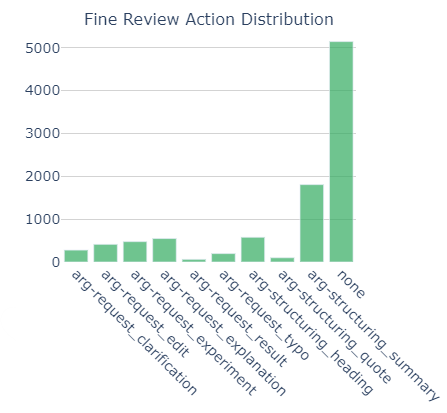 Fine Review Action Distribution
5000
4000
3000
2000
1000
0
arg-request_clarification
arg-request_edit
arg-request_experiment
arg-request_explanation
arg-request_result
arg-request_typo
arg-structuring_heading
arg-structuring_quote
arg-structuring_summary
none